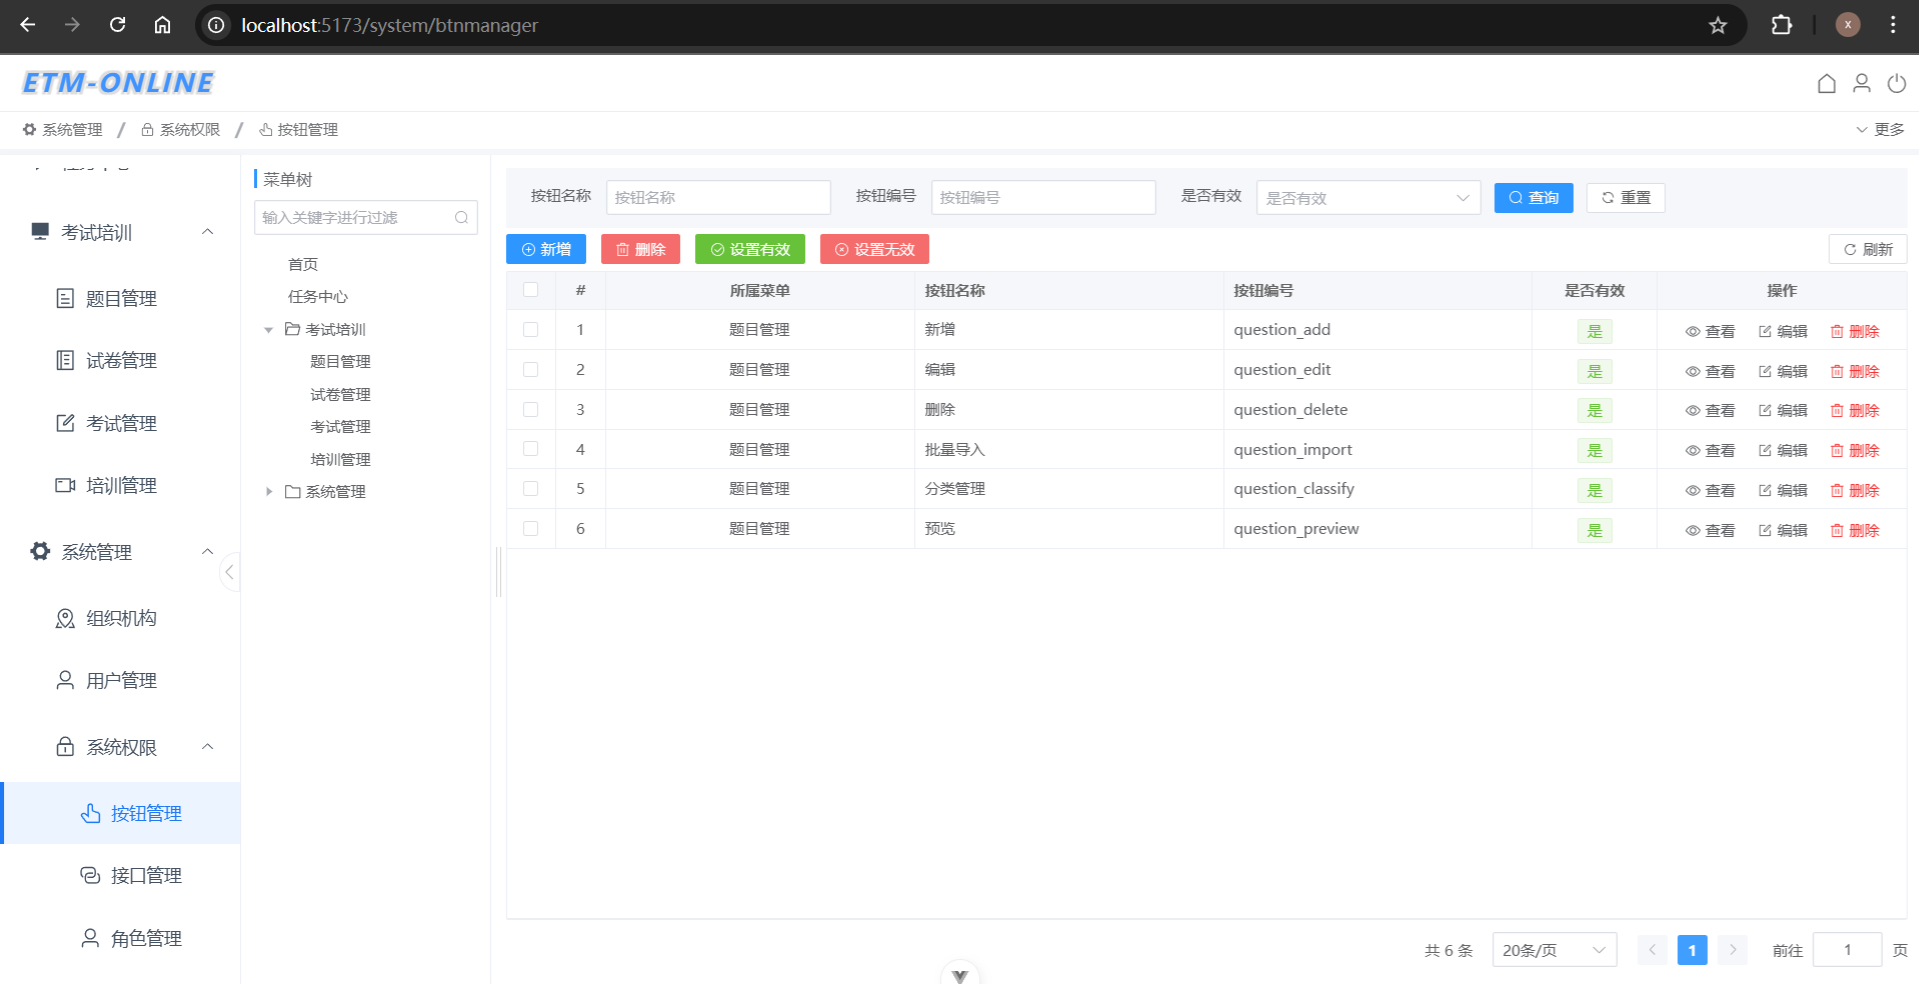 localhost:5173/system/btnmanager
x
ETM-ONLINE
系统管理 / 系统权限 / 按钮管理
更多
考试培训
题目管理
试卷管理
考试管理
培训管理
系统管理
组织机构
用户管理
系统权限
按钮管理
接口管理
角色管理
菜单树
输入关键字进行过滤
首页
任务中心
考试培训
题目管理
试卷管理
考试管理
培训管理
系统管理
按钮名称 按钮名称 按钮编号 按钮编号 是否有效 是否有效 查询 重置
新增 删除 设置有效 设置无效 刷新
# 所属菜单 按钮名称 按钮编号 是否有效 操作
1 题目管理 新增 question_add 是 查看 编辑 删除
2 题目管理 编辑 question_edit 是 查看 编辑 删除
3 题目管理 删除 question_delete 是 查看 编辑 删除
4 题目管理 批量导入 question_import 是 查看 编辑 删除
5 题目管理 分类管理 question_classify 是 查看 编辑 删除
6 题目管理 预览 question_preview 是 查看 编辑 删除
共 6 条 20条/页 1 前往 1 页